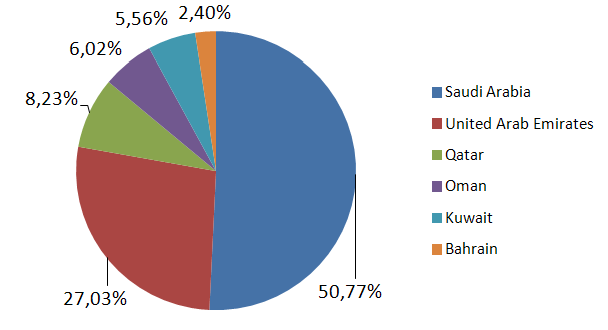 2,40%
5,56%
6,02%
8,23%
27,03%
50,77%
Saudi Arabia
United Arab Emirates
Qatar
Oman
Kuwait
Bahrain